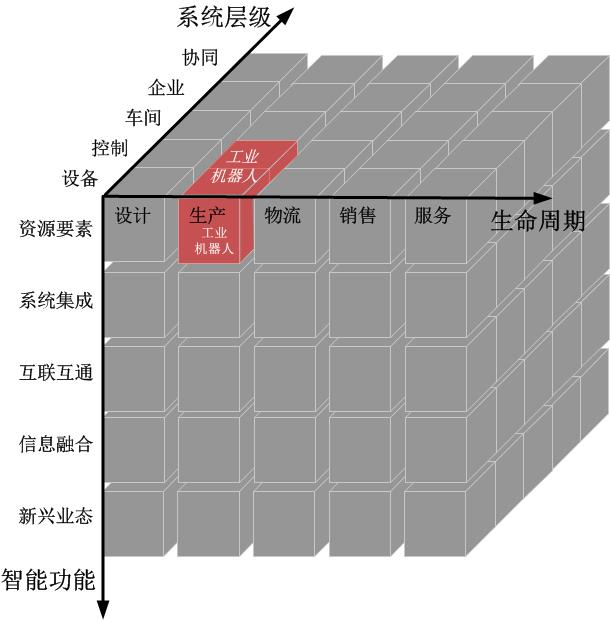 系统层级
协同
企业
车间
控制
设备
工业
机器人
设计
生产
物流
销售
服务
生命周期
工业
机器人
资源要素
系统集成
互联互通
信息融合
新兴业态
智能功能